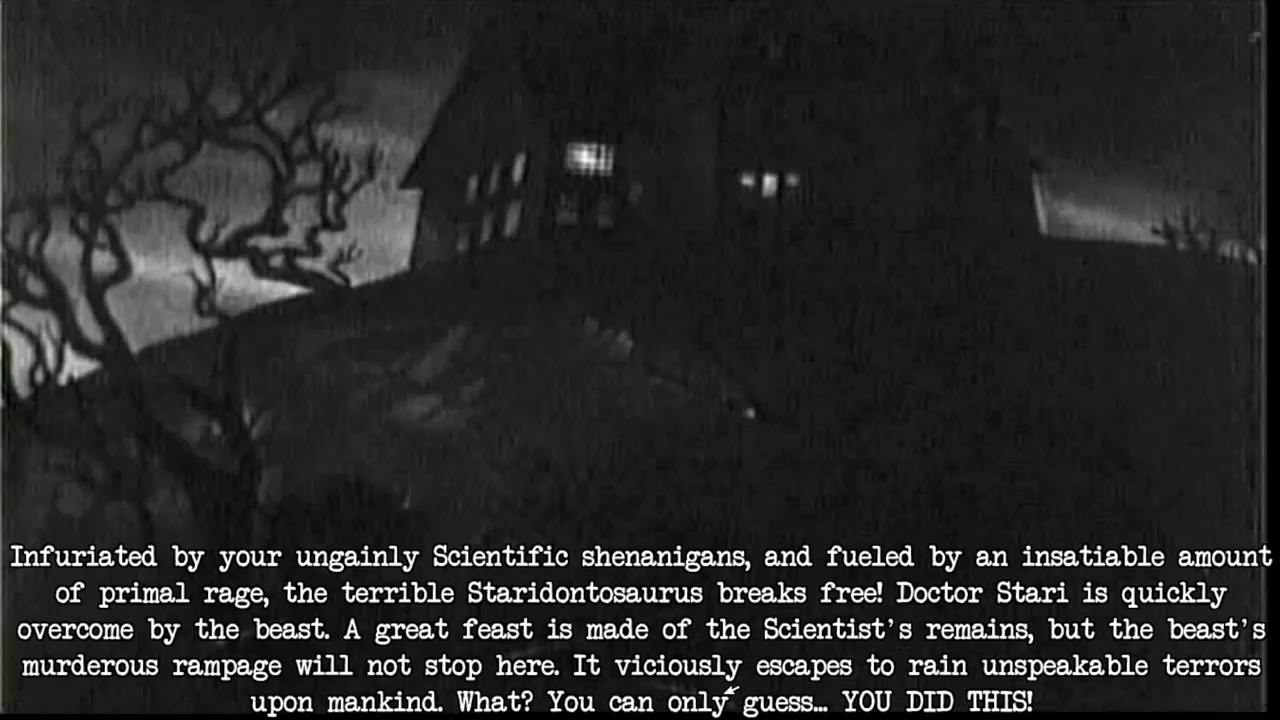 Infuriated by your ungainly Scientific shenanigans, and fueled by an insatiable amount
of primal rage, the terrible Staridontosaurus breaks free! Doctor Stari is quickly
overcome by the beast. A great feast is made of the Scientist's remains, but the beast's
murderous rampage will not stop here. It viciously escapes to rain unspeakable terrors
upon mankind. What? You can only guess… YOU DID THIS!